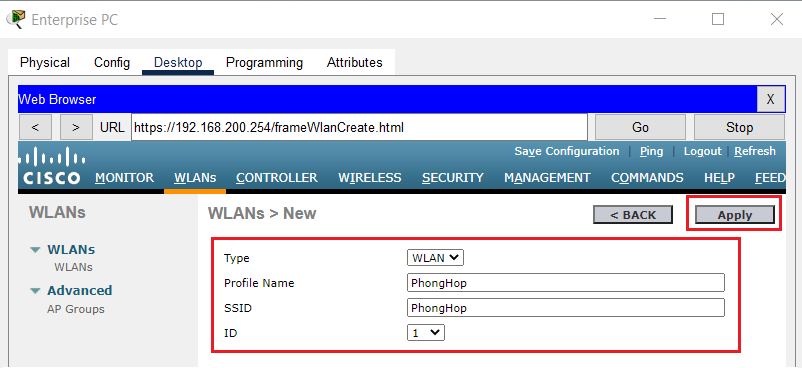 Enterprise PC
Physical Config Desktop Programming Attributes
Web Browser X
< > URL https://192.168.200.254/frameWlanCreate.html Go Stop
Save Configuration | Ping | Logout | Refresh
CISCO MONITOR WLANs CONTROLLER WIRELESS SECURITY MANAGEMENT COMMANDS HELP FEED
WLANs WLANs > New < BACK Apply
WLANs
WLANs
Advanced
AP Groups
Type WLAN
Profile Name PhongHop
SSID PhongHop
ID 1